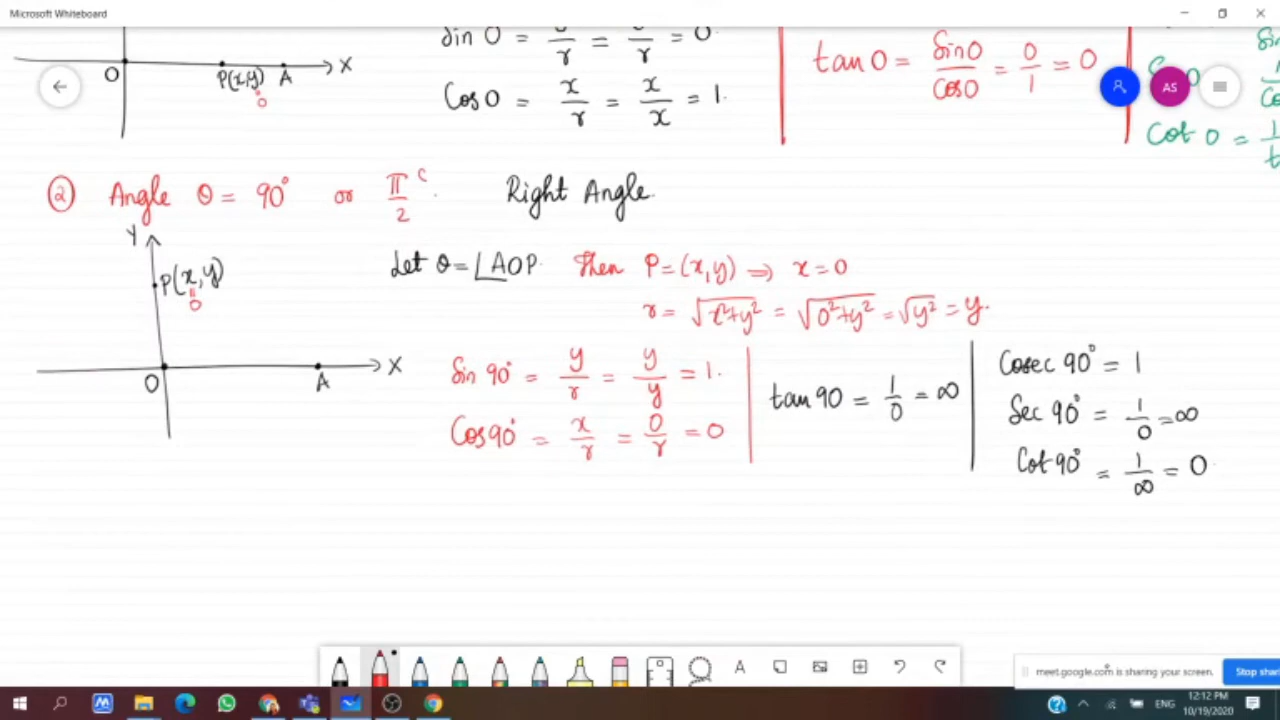 Microsoft Whiteboard
Sin 0 = 0/r = 0/r = 0
Cos 0 = x/r = x/x = 1.
tan 0 = Sin0/Cos0 = 0/1 = 0
Cot 0 = 1/
O
P(x,y)
A
X
0
AS
② Angle θ = 90° or π/2 ᶜ. Right Angle.
Y
P(x,y)
0
O
A
X
Let θ = ∠AOP. Then P = (x,y) ⇒ x = 0
r = √x²+y² = √0²+y² = √y² = y.
Sin 90° = y/r = y/y = 1.
Cos 90° = x/r = 0/r = 0
tan 90 = 1/0 = ∞
Cosec 90° = 1
Sec 90° = 1/0 = ∞
Cot 90° = 1/∞ = 0
meet.google.com is sharing your screen.
Stop shar
ENG
12:12 PM
10/19/2020